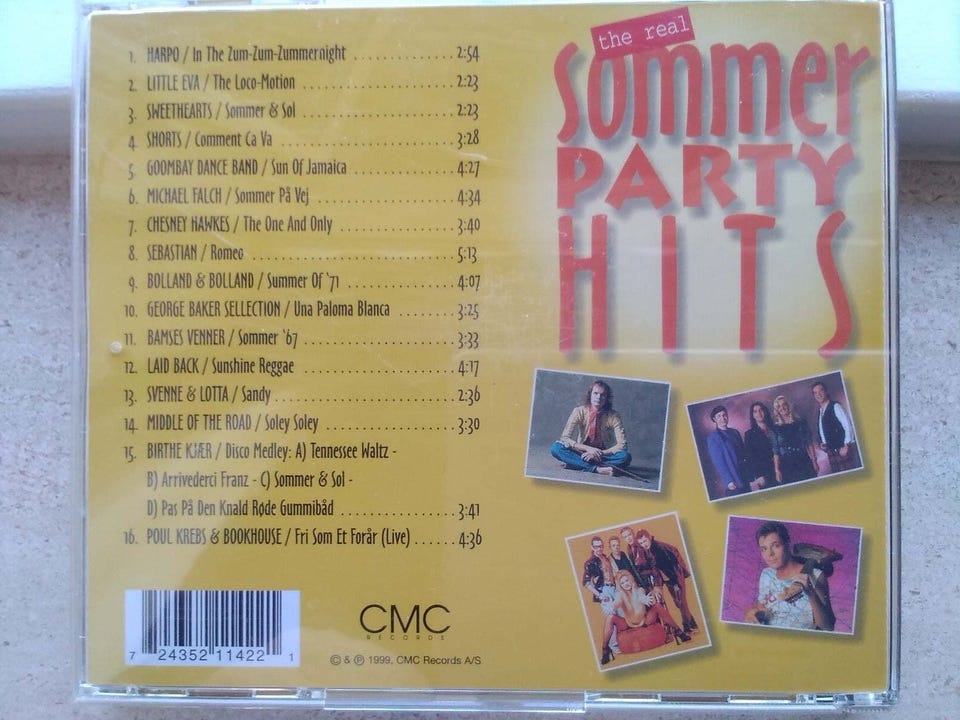 1. HARPO / In The Zum-Zum-Zummernight .................. 2:54
2. LITTLE EVA / The Loco-Motion .......................... 2:23
3. SWEETHEARTS / Sommer & Sol .......................... 2:23
4. SHORTS / Comment Ca Va .............................. 3:28
5. GOOMBAY DANCE BAND / Sun Of Jamaica ................. 4:27
6. MICHAEL FALCH / Sommer På Vej ........................ 4:34
7. CHESNEY HAWKES / The One And Only ................... 3:40
8. SEBASTIAN / Romeo .................................... 5:13
9. BOLLAND & BOLLAND / Summer Of '71 ................... 4:07
10. GEORGE BAKER SELLECTION / Una Paloma Blanca ........ 3:25
11. BAMSES VENNER / Sommer '67 .......................... 3:33
12. LAID BACK / Sunshine Reggae .......................... 4:17
13. SVENNE & LOTTA / Sandy .............................. 2:36
14. MIDDLE OF THE ROAD / Soley Soley ..................... 3:30
15. BIRTHE KJÆR / Disco Medley: A) Tennessee Waltz -
B) Arrivederci Franz - C) Sommer & Sol -
D) Pas På Den Knald Røde Gummibåd .................... 3:41
16. POUL KREBS & BOOKHOUSE / Fri Som Et Forår (Live) ...... 4:36
the real
sommer
PARTY
HITS
7 24352 11422 1
CMC
RECORDS
© & ℗ 1999, CMC Records A/S